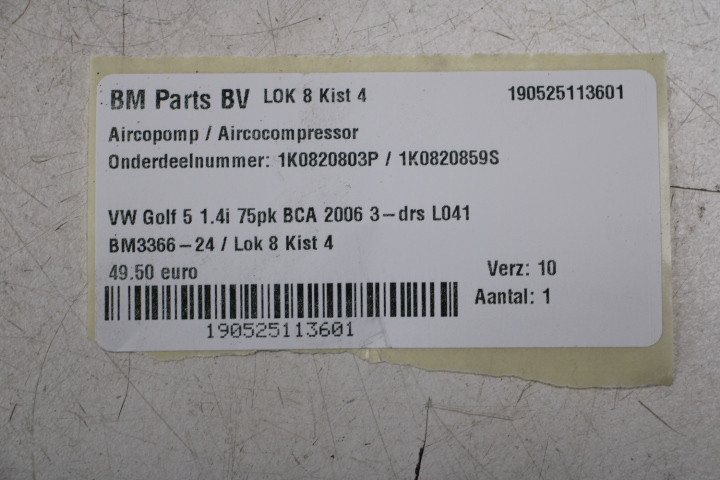 BM Parts BV LOK 8 Kist 4 190525113601
Aircopomp / Aircocompressor
Onderdeelnummer: 1K0820803P / 1K0820859S
VW Golf 5 1.4i 75pk BCA 2006 3-drs L041
BM3366-24 / Lok 8 Kist 4
49.50 euro Verz: 10
Aantal: 1
190525113601